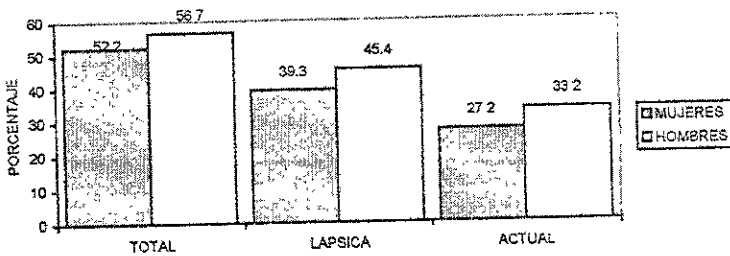 PORCENTAJE
60
50
40
30
20
10
0
52.2
56.7
39.3
45.4
27.2
33.2
TOTAL
LAPSICA
ACTUAL
MUJERES
HOMBRES